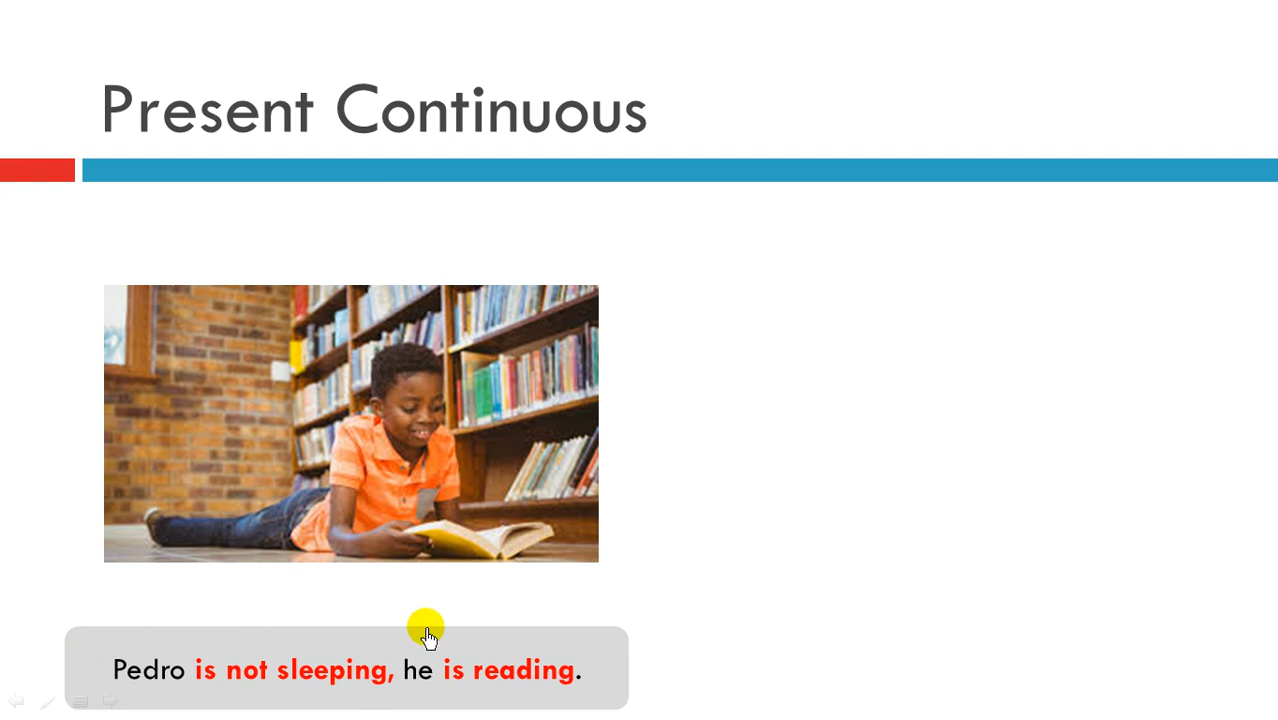 Present Continuous
Pedro is not sleeping, he is reading.